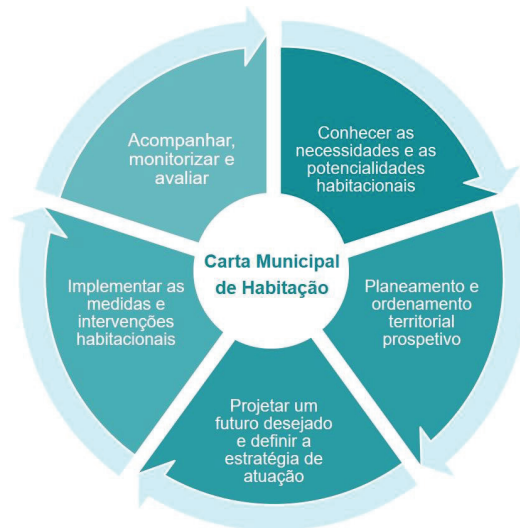 Carta Municipal
de Habitação
Conhecer as
necessidades e as
potencialidades
habitacionais
Planeamento e
ordenamento
territorial
prospetivo
Projetar um
futuro desejado
e definir a
estratégia de
atuação
Implementar as
medidas e
intervenções
habitacionais
Acompanhar,
monitorizar e
avaliar